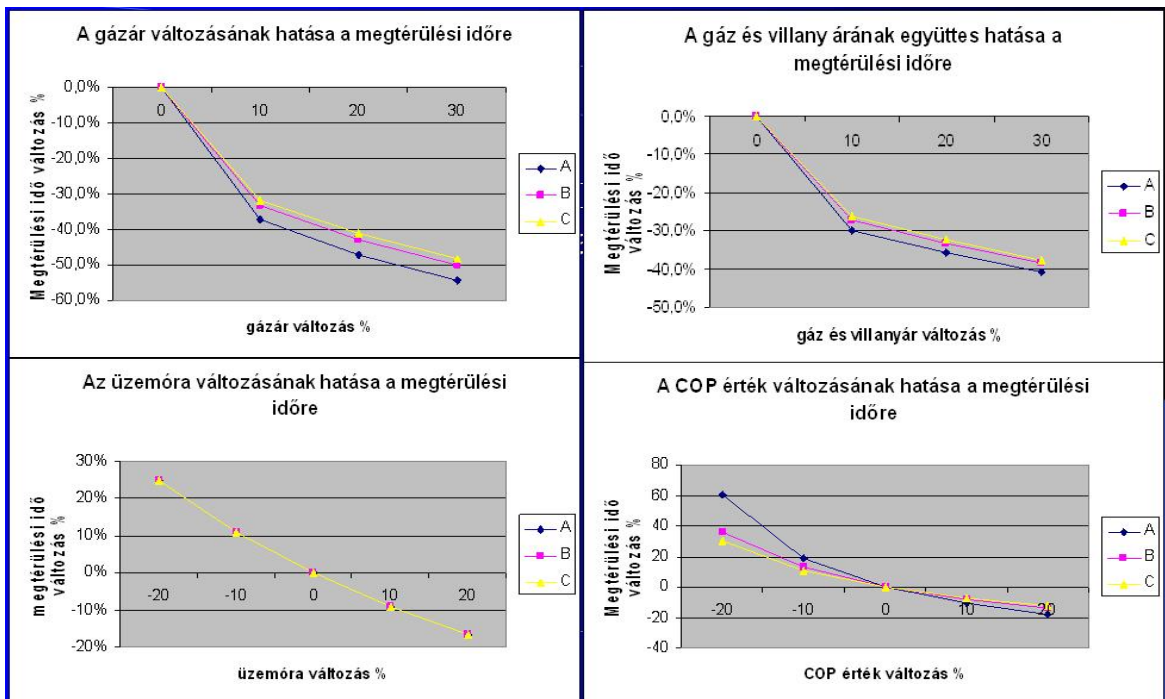 A gázár változásának hatása a megtérülési időre
Megtérülési idő változás %
0,0%
-10,0%
-20,0%
-30,0%
-40,0%
-50,0%
-60,0%
0 10 20 30
gázár változás %
A
B
C
A gáz és villany árának együttes hatása a
megtérülési időre
Megtérülési idő
változás %
0,0%
-10,0%
-20,0%
-30,0%
-40,0%
-50,0%
0 10 20 30
gáz és villanyár változás %
A
B
C
Az üzemóra változásának hatása a megtérülési
időre
megtérülési idő
változás %
30%
20%
10%
0%
-10%
-20%
-20 -10 0 10 20
üzemóra változás %
A
B
C
A COP érték változásának hatása a megtérülési
időre
Megtérülési idő
változás %
80
60
40
20
0
-20
-40
-20 -10 0 10 20
COP érték változás %
A
B
C